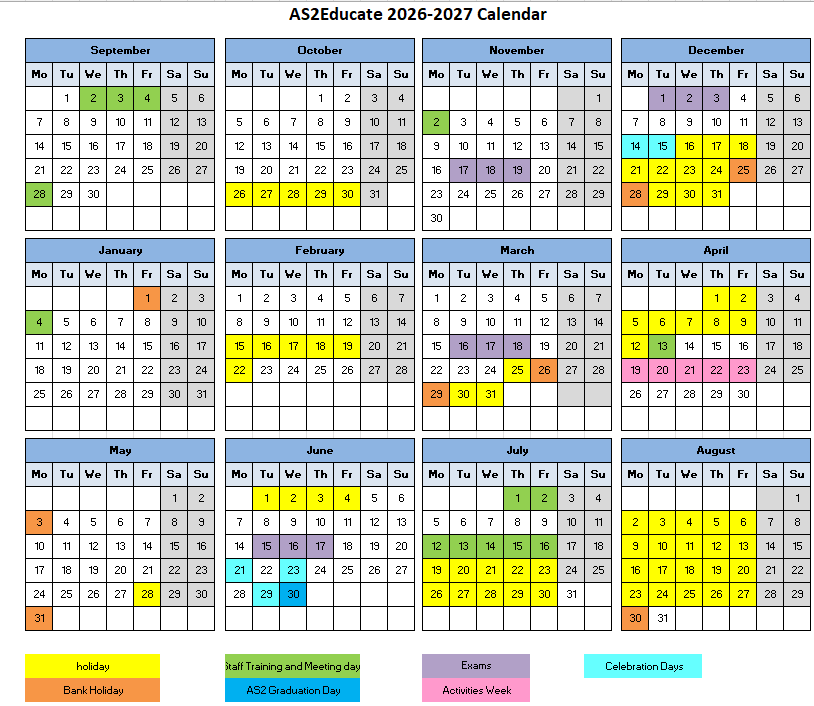 AS2Educate 2026-2027 Calendar
September October November December
Mo Tu We Th Fr Sa Su Mo Tu We Th Fr Sa Su Mo Tu We Th Fr Sa Su Mo Tu We Th Fr Sa Su
1 2 3 4 5 6 1 2 3 4 1 1 2 3 4 5 6
7 8 9 10 11 12 13 5 6 7 8 9 10 11 2 3 4 5 6 7 8 7 8 9 10 11 12 13
14 15 16 17 18 19 20 12 13 14 15 16 17 18 9 10 11 12 13 14 15 14 15 16 17 18 19 20
21 22 23 24 25 26 27 19 20 21 22 23 24 25 16 17 18 19 20 21 22 21 22 23 24 25 26 27
28 29 30 26 27 28 29 30 31 23 24 25 26 27 28 29 28 29 30 31
30
January February March April
Mo Tu We Th Fr Sa Su Mo Tu We Th Fr Sa Su Mo Tu We Th Fr Sa Su Mo Tu We Th Fr Sa Su
1 2 3 1 2 3 4 5 6 7 1 2 3 4 5 6 7 1 2 3 4
4 5 6 7 8 9 10 8 9 10 11 12 13 14 8 9 10 11 12 13 14 5 6 7 8 9 10 11
11 12 13 14 15 16 17 15 16 17 18 19 20 21 15 16 17 18 19 20 21 12 13 14 15 16 17 18
18 19 20 21 22 23 24 22 23 24 25 26 27 28 22 23 24 25 26 27 28 19 20 21 22 23 24 25
25 26 27 28 29 30 31 29 30 31 26 27 28 29 30
May June July August
Mo Tu We Th Fr Sa Su Mo Tu We Th Fr Sa Su Mo Tu We Th Fr Sa Su Mo Tu We Th Fr Sa Su
1 2 1 2 3 4 5 6 1 2 3 4 1
3 4 5 6 7 8 9 7 8 9 10 11 12 13 5 6 7 8 9 10 11 2 3 4 5 6 7 8
10 11 12 13 14 15 16 14 15 16 17 18 19 20 12 13 14 15 16 17 18 9 10 11 12 13 14 15
17 18 19 20 21 22 23 21 22 23 24 25 26 27 19 20 21 22 23 24 25 16 17 18 19 20 21 22
24 25 26 27 28 29 30 28 29 30 26 27 28 29 30 31 23 24 25 26 27 28 29
31 30 31
holiday Staff Training and Meeting day Exams Celebration Days
Bank Holiday AS2 Graduation Day Activities Week